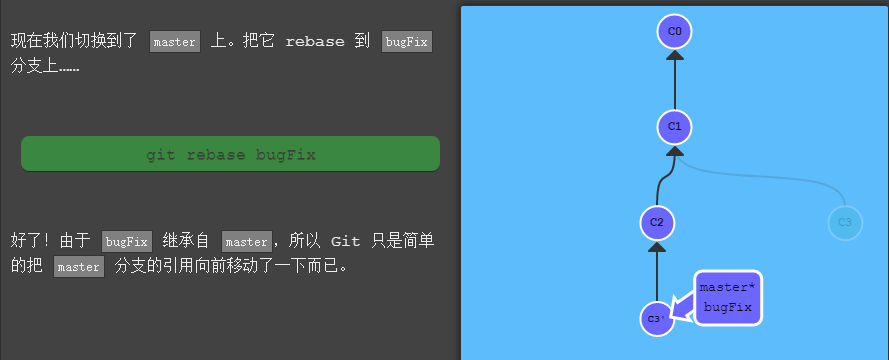 现在我们切换到了 master 上。把它 rebase 到 bugFix
分支上……
git rebase bugFix
好了！由于 bugFix 继承自 master，所以 Git 只是简单
的把 master 分支的引用向前移动了一下而已。
C0
C1
C2
C3
C3'
master*
bugFix